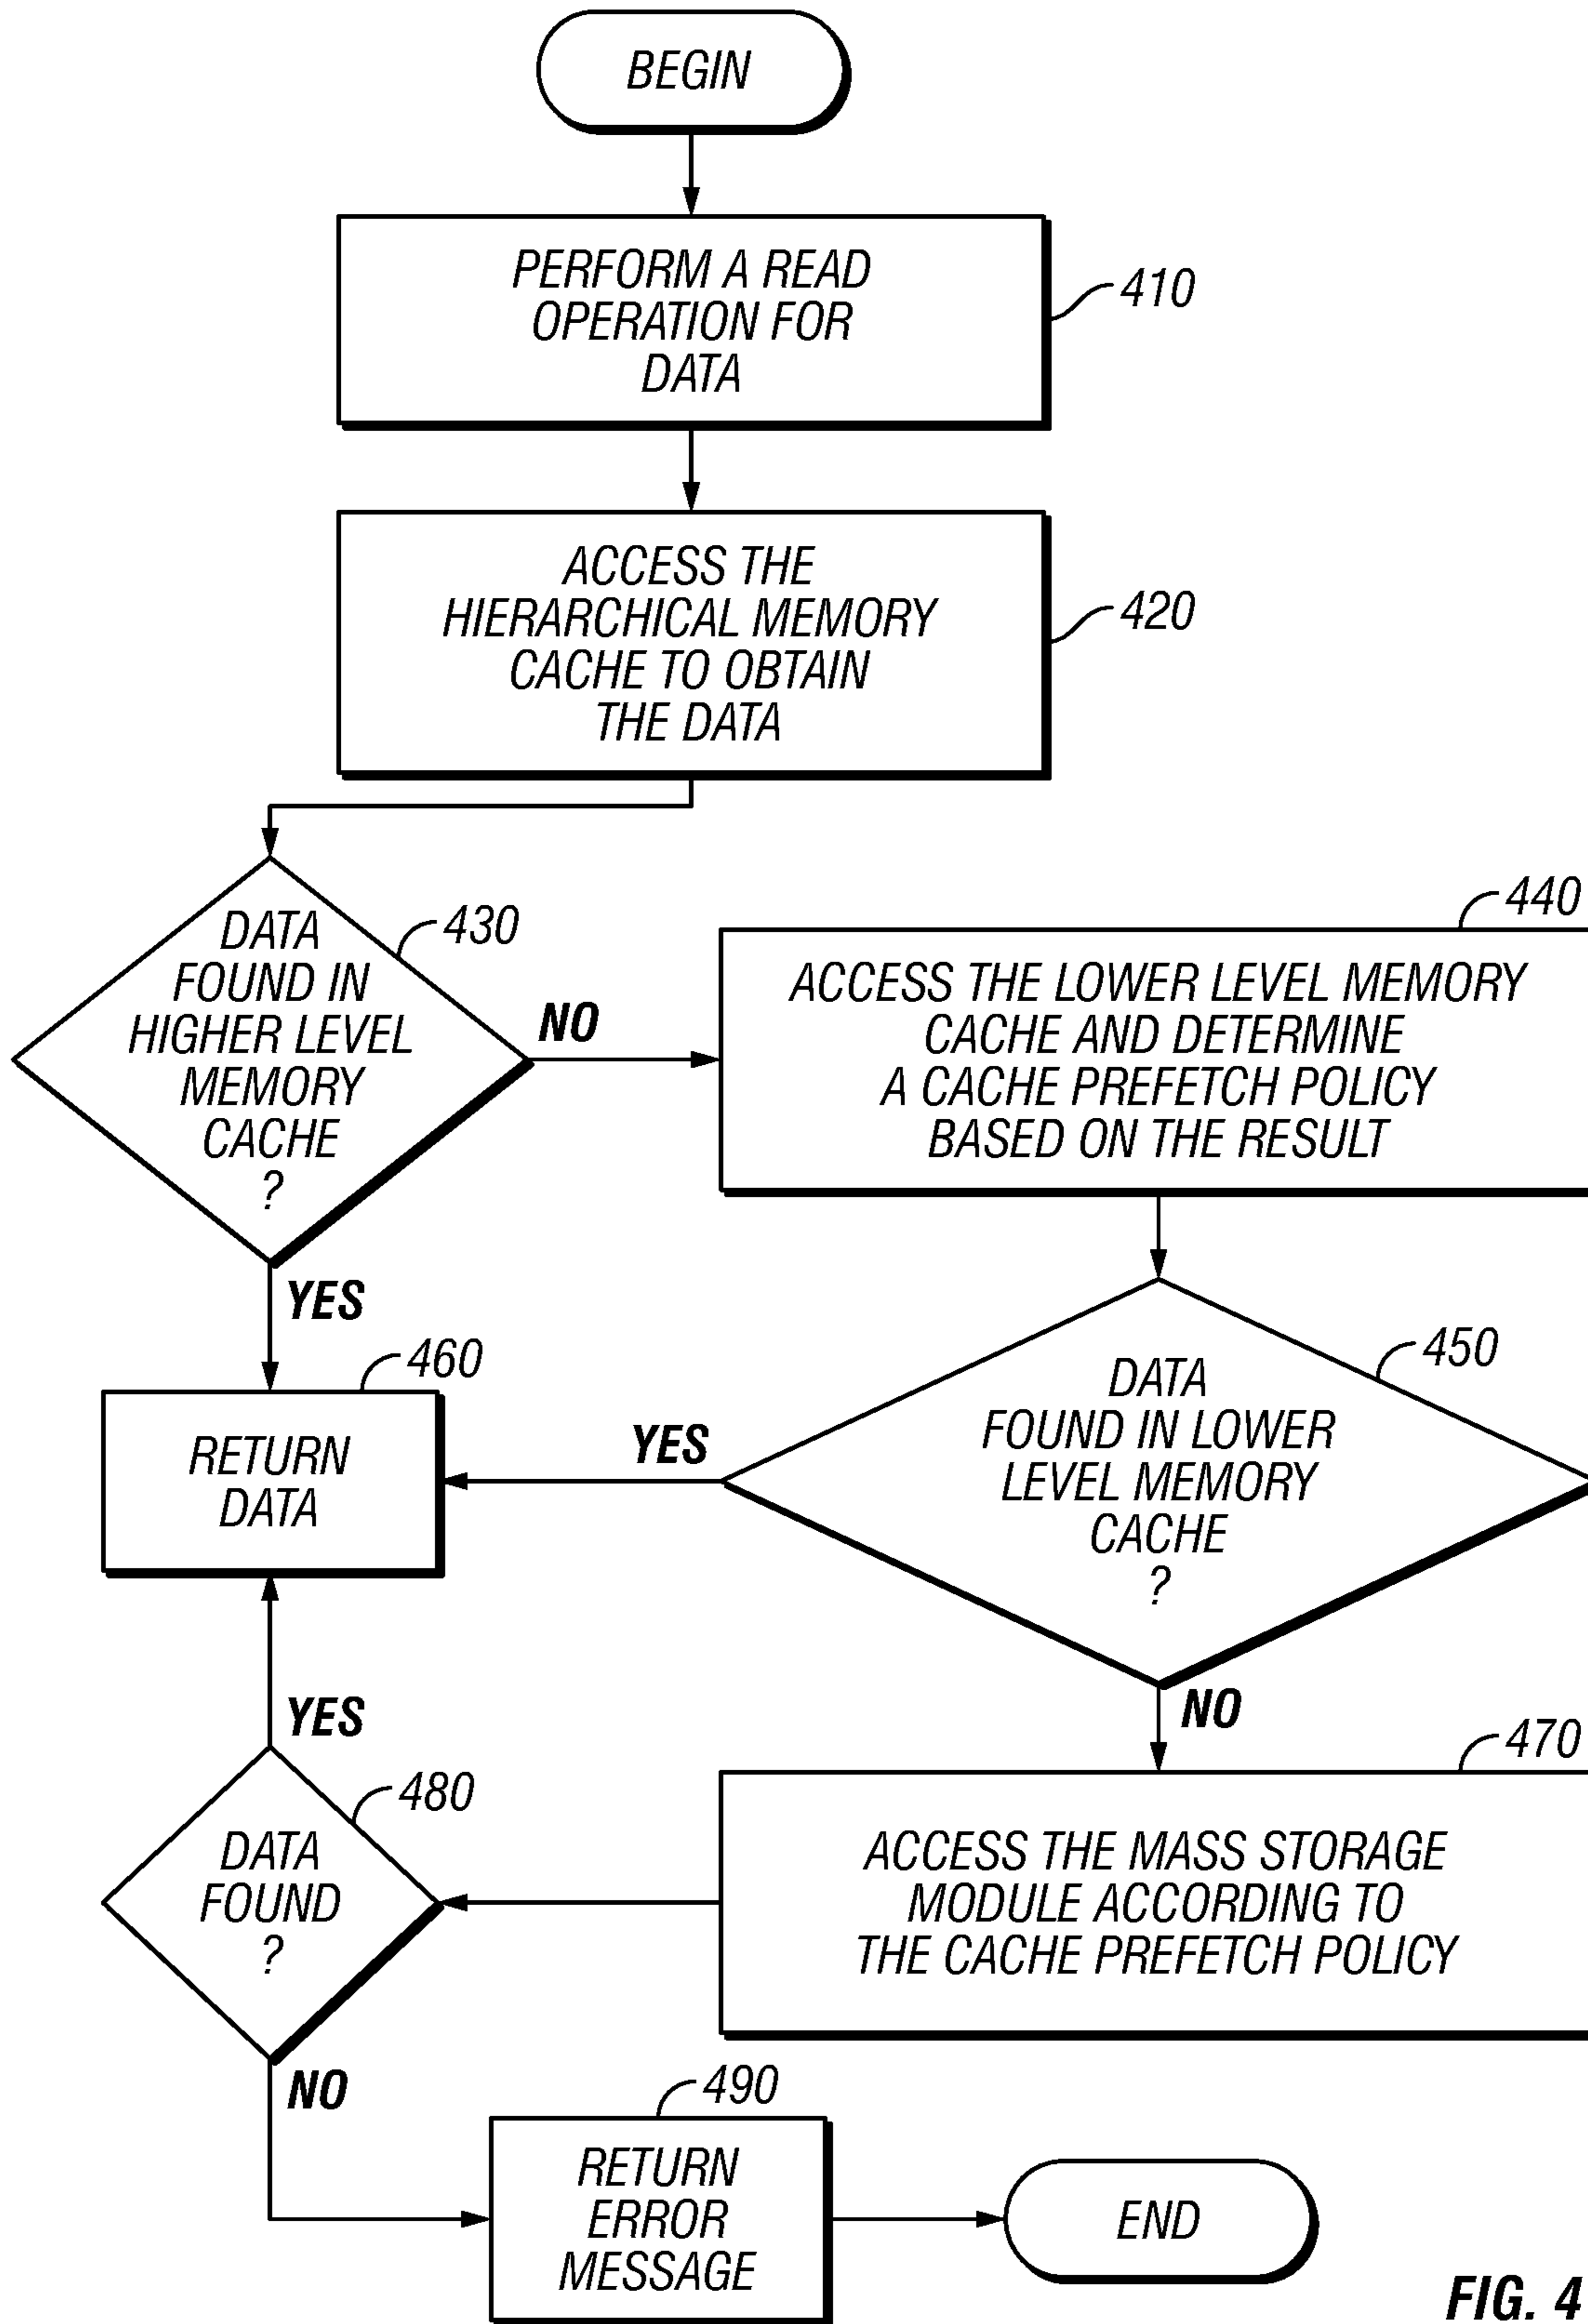 BEGIN
PERFORM A READ
OPERATION FOR
DATA
410
ACCESS THE
HIERARCHICAL MEMORY
CACHE TO OBTAIN
THE DATA
420
DATA
FOUND IN
HIGHER LEVEL
MEMORY
CACHE
?
430
NO
YES
440
ACCESS THE LOWER LEVEL MEMORY
CACHE AND DETERMINE
A CACHE PREFETCH POLICY
BASED ON THE RESULT
450
DATA
FOUND IN LOWER
LEVEL MEMORY
CACHE
?
YES
NO
460
RETURN
DATA
470
ACCESS THE MASS STORAGE
MODULE ACCORDING TO
THE CACHE PREFETCH POLICY
480
DATA
FOUND
?
YES
NO
490
RETURN
ERROR
MESSAGE
END
FIG. 4